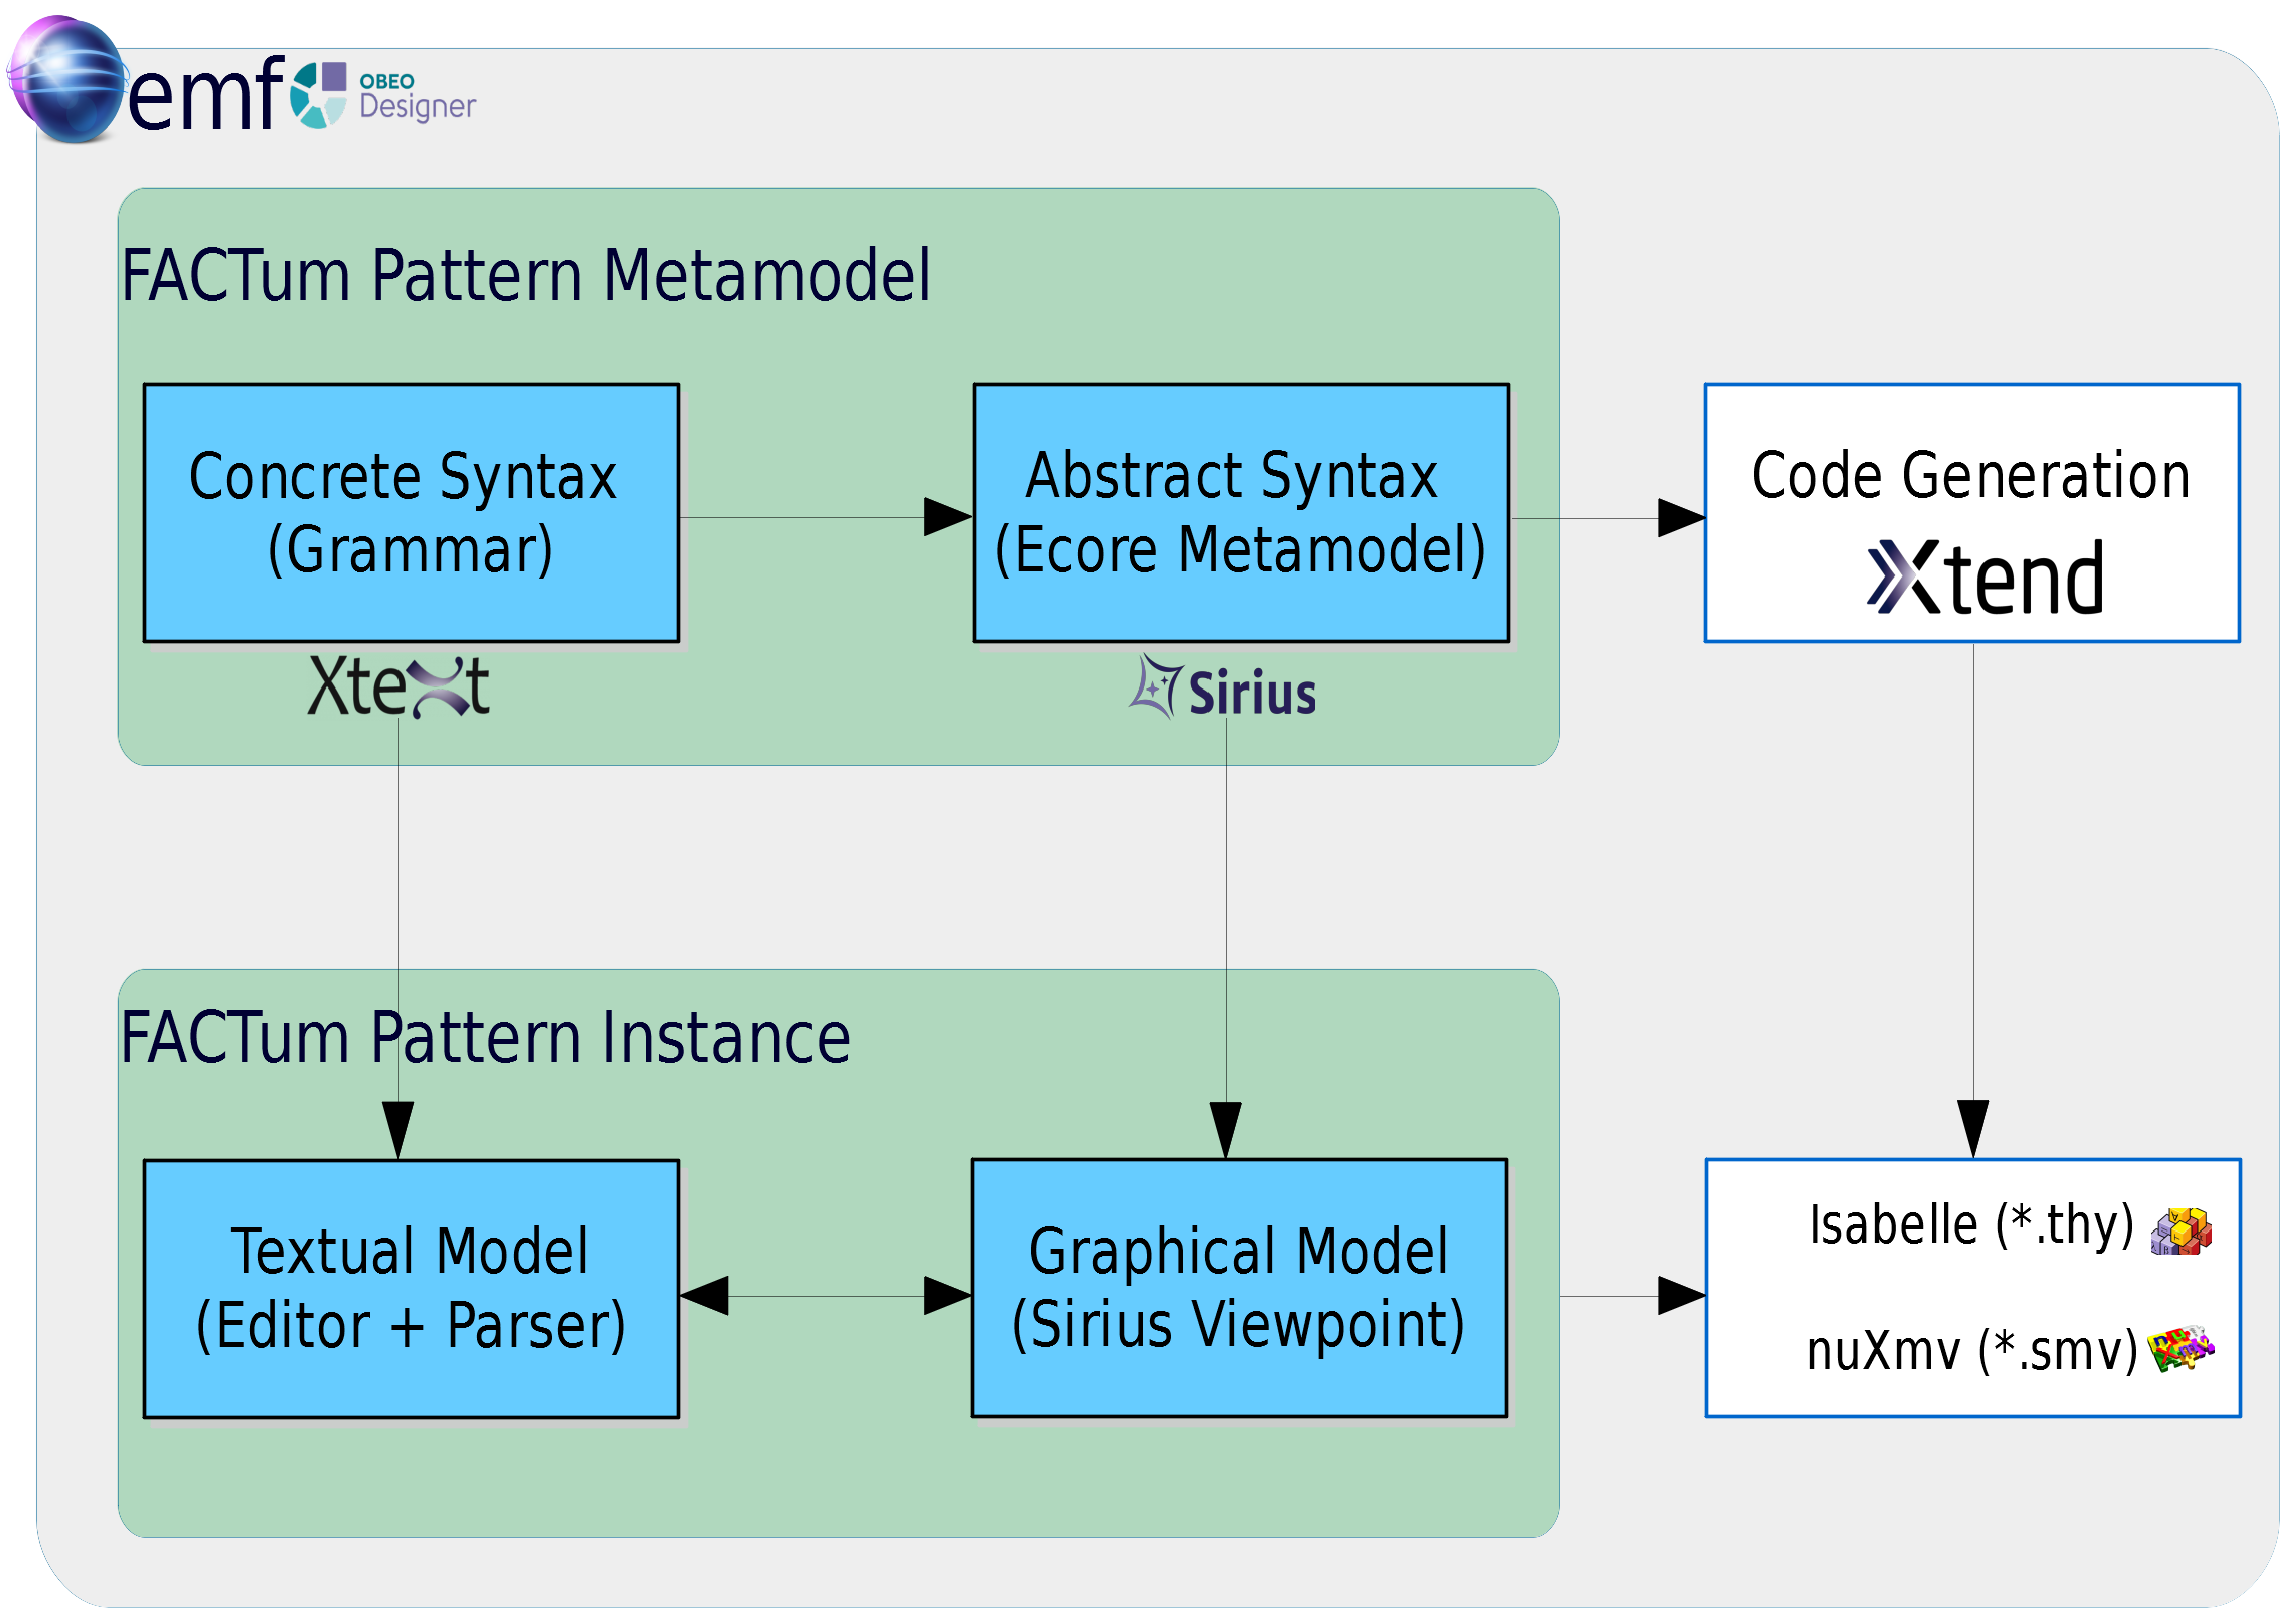 emf
OBEO
Designer
FACTum Pattern Metamodel
Concrete Syntax
(Grammar)
Abstract Syntax
(Ecore Metamodel)
Code Generation
Xtend
Xtext
Sirius
FACTum Pattern Instance
Textual Model
(Editor + Parser)
Graphical Model
(Sirius Viewpoint)
Isabelle (*.thy)
nuXmv (*.smv)